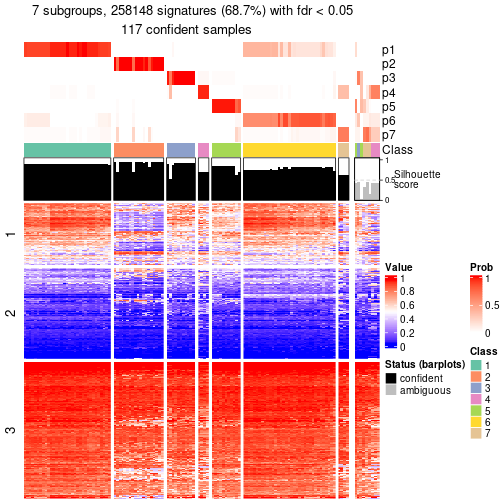 7 subgroups, 258148 signatures (68.7%) with fdr < 0.05
117 confident samples
p1
p2
p3
p4
p5
p6
p7
Class
1
0.5
0
Silhouette
score
1
2
3
Value
1
0.8
0.6
0.4
0.2
0
Prob
1
0.5
0
Status (barplots)
confident
ambiguous
Class
1
2
3
4
5
6
7